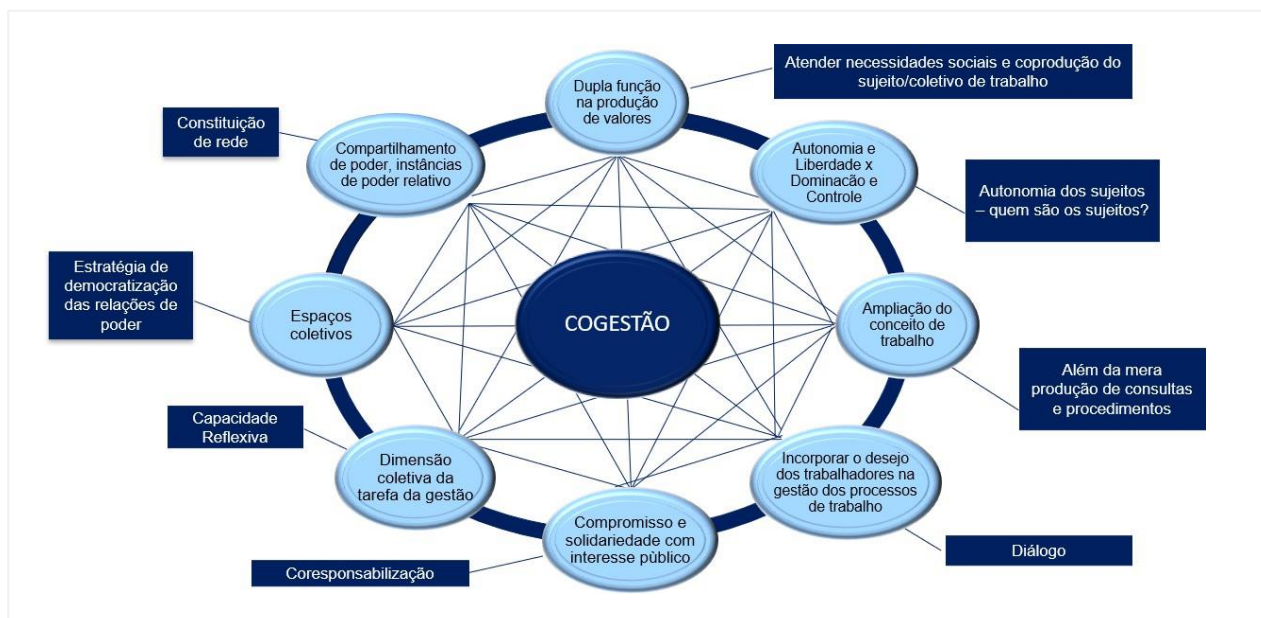 Dupla função
na produção
de valores
Atender necessidades sociais e coprodução do
sujeito/coletivo de trabalho
Autonomia e
Liberdade x
Dominacão e
Controle
Autonomia dos sujeitos
– quem são os sujeitos?
Ampliação do
conceito de
trabalho
Além da mera
produção de consultas
e procedimentos
Incorporar o desejo
dos trabalhadores na
gestão dos processos
de trabalho
Diálogo
Compromisso e
solidariedade com
interesse pùblico
Coresponsabilização
Dimensão
coletiva da
tarefa da gestão
Capacidade
Reflexiva
Espaços
coletivos
Estratégia de
democratização
das relações de
poder
Compartilhamento
de poder, instâncias
de poder relativo
Constituição
de rede
COGESTÃO